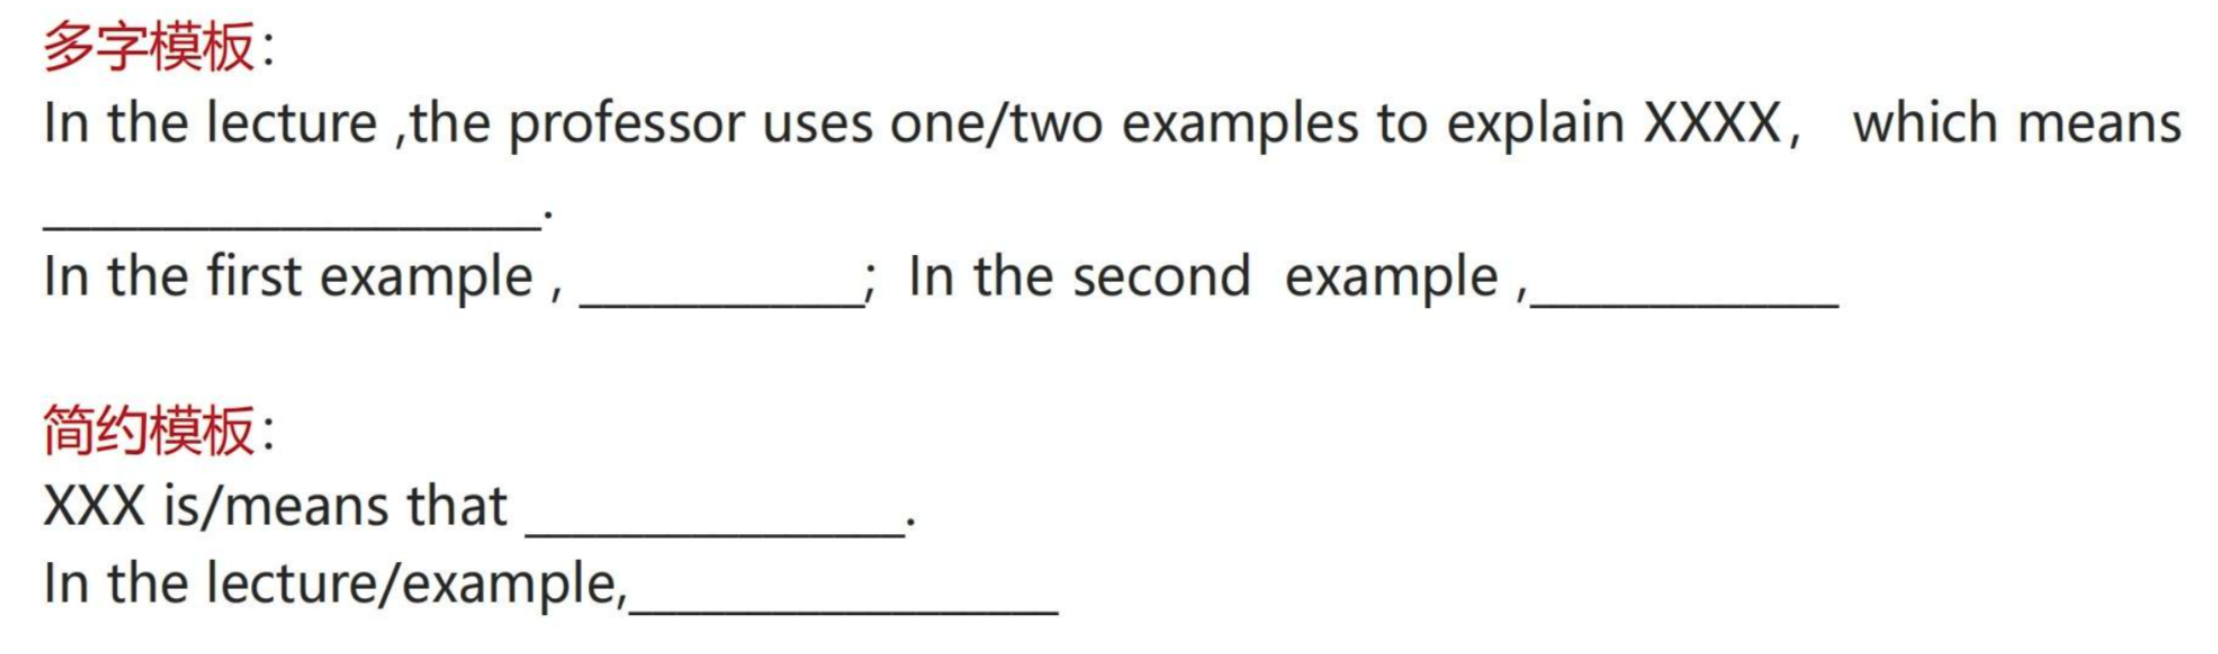 多字模板：
In the lecture ,the professor uses one/two examples to explain XXXX， which means
____________________.
In the first example , ___________; In the second  example ,____________
简约模板：
XXX is/means that _______________.
In the lecture/example,_________________